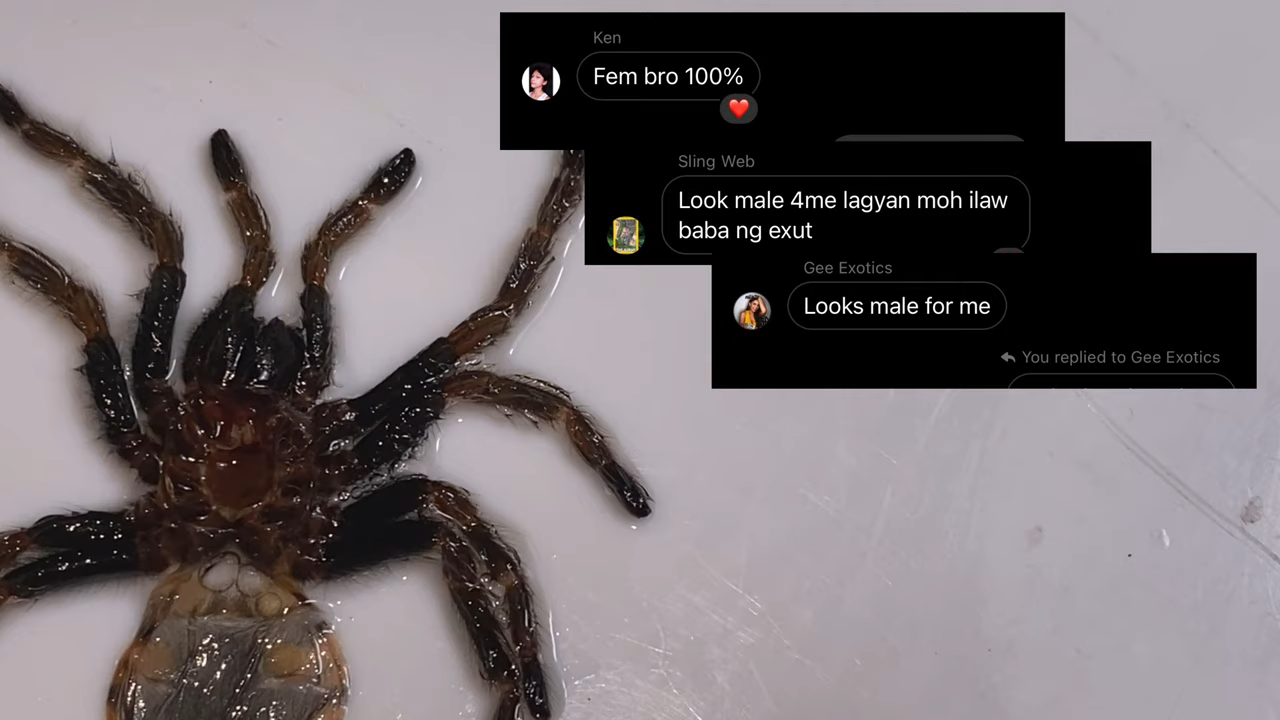 Ken
Fem bro 100%
Sling Web
Look male 4me lagyan moh ilaw
baba ng exut
Gee Exotics
Looks male for me
You replied to Gee Exotics